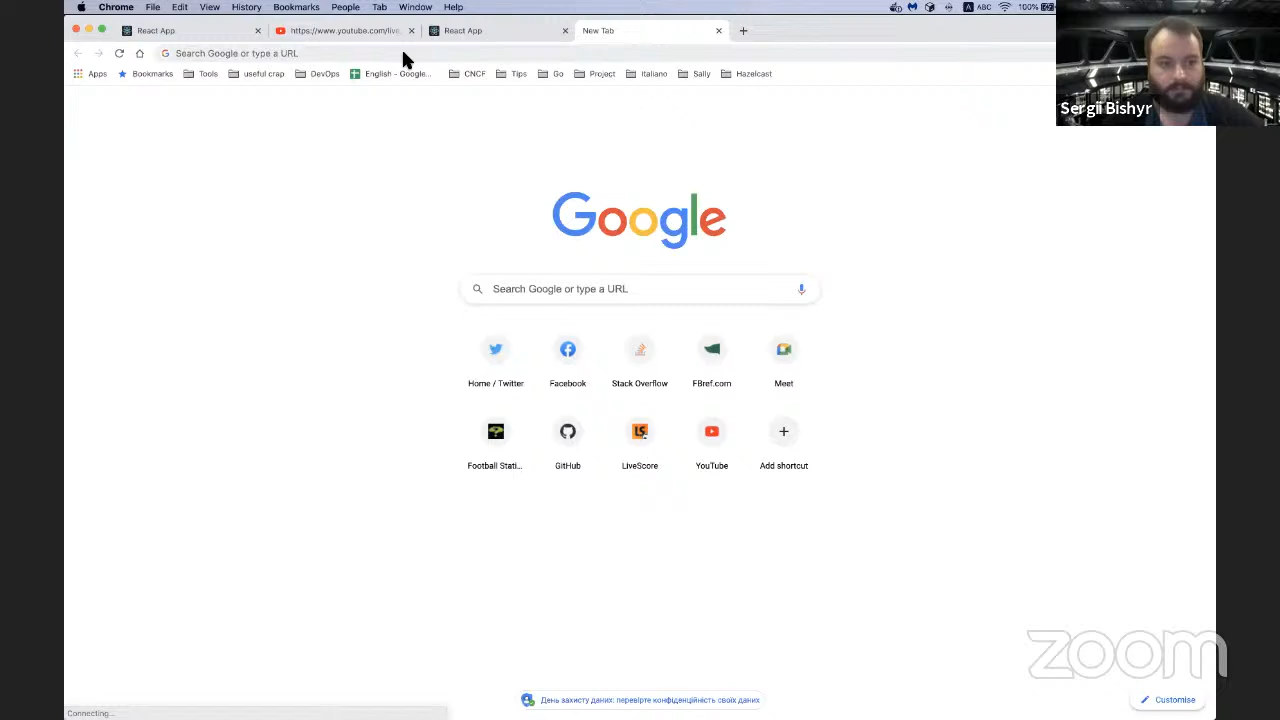 Chrome File Edit View History Bookmarks People Tab Window Help ABC 100%
React App https://www.youtube.com/live. React App New Tab
Search Google or type a URL
Apps Bookmarks Tools useful crap DevOps English - Google... CNCF Tips Go Project Italiano Sally Hazelcast
Sergii Bishyr
Google
Search Google or type a URL
Home / Twitter Facebook Stack Overflow FBref.com Meet
Football Stati... GitHub LiveScore YouTube Add shortcut
zoom
День захисту даних: перевірте конфіденційність своїх даних
Customise
Connecting...